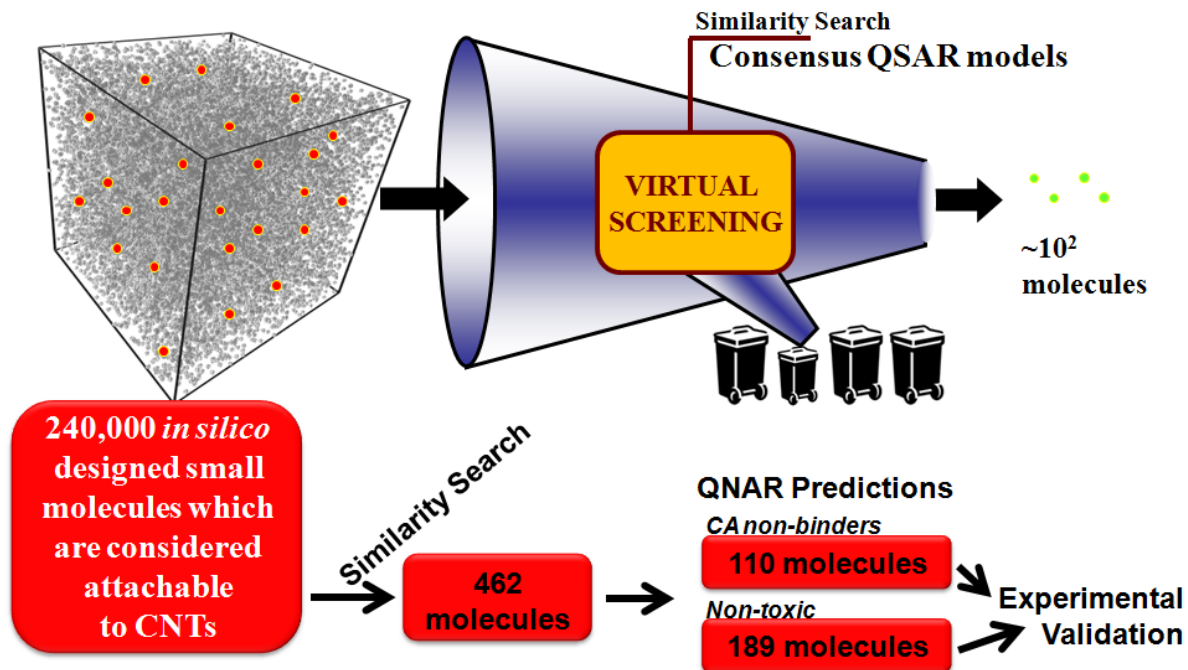 Similarity Search
Consensus QSAR models
VIRTUAL
SCREENING
~10²
molecules
240,000 in silico
designed small
molecules which
are considered
attachable
to CNTs
Similarity Search
462
molecules
QNAR Predictions
CA non-binders
110 molecules
Non-toxic
189 molecules
Experimental
Validation